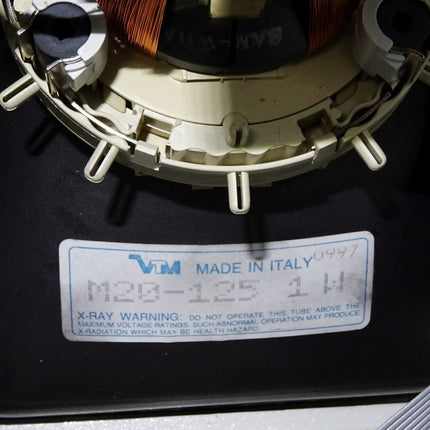 VTM MADE IN ITALY 0997
M20-125 1 W
X-RAY WARNING: DO NOT OPERATE THIS TUBE ABOVE THE
MAXIMUM VOLTAGE RATINGS. SUCH ABNORMAL OPERATION MAY PRODUCE
X-RADIATION WHICH MAY BE HEALTH HAZARD